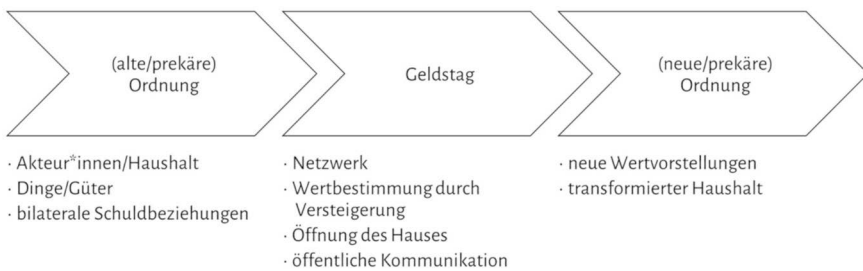 (alte/prekäre)
Ordnung
Geldstag
(neue/prekäre)
Ordnung
· Akteur*innen/Haushalt
· Dinge/Güter
· bilaterale Schuldbeziehungen
· Netzwerk
· Wertbestimmung durch
Versteigerung
· Öffnung des Hauses
· öffentliche Kommunikation
· neue Wertvorstellungen
· transformierter Haushalt